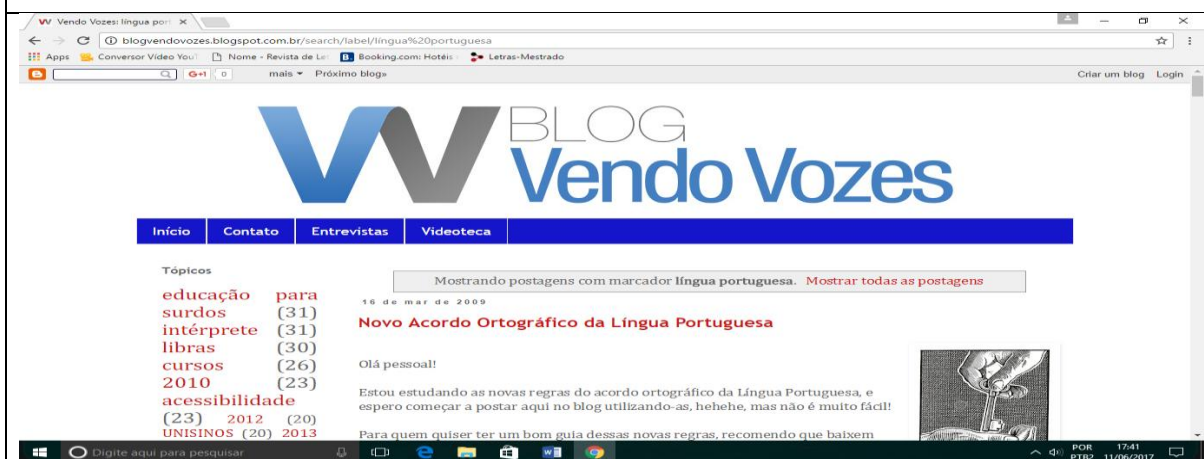 Vendo Vozes: língua port
blogvendovozes.blogspot.com.br/search/label/língua%20portuguesa
Apps Conversor Vídeo YouT Nome - Revista de Let Booking.com: Hotéis Letras-Mestrado
G+1 0 mais Próximo blog» Criar um blog Login
BLOG
Vendo Vozes
Início Contato Entrevistas Videoteca
Tópicos
educação para
surdos (31)
intérprete (31)
libras (30)
cursos (26)
2010 (23)
acessibilidade
(23) 2012 (20)
UNISINOS (20) 2013
Mostrando postagens com marcador língua portuguesa. Mostrar todas as postagens
16 de mar de 2009
Novo Acordo Ortográfico da Língua Portuguesa
Olá pessoal!
Estou estudando as novas regras do acordo ortográfico da Língua Portuguesa, e
espero começar a postar aqui no blog utilizando-as, hehehe, mas não é muito fácil!
Para quem quiser ter um bom guia dessas novas regras, recomendo que baixem
Digite aqui para pesquisar
POR 17:41
PTB2 11/06/2017